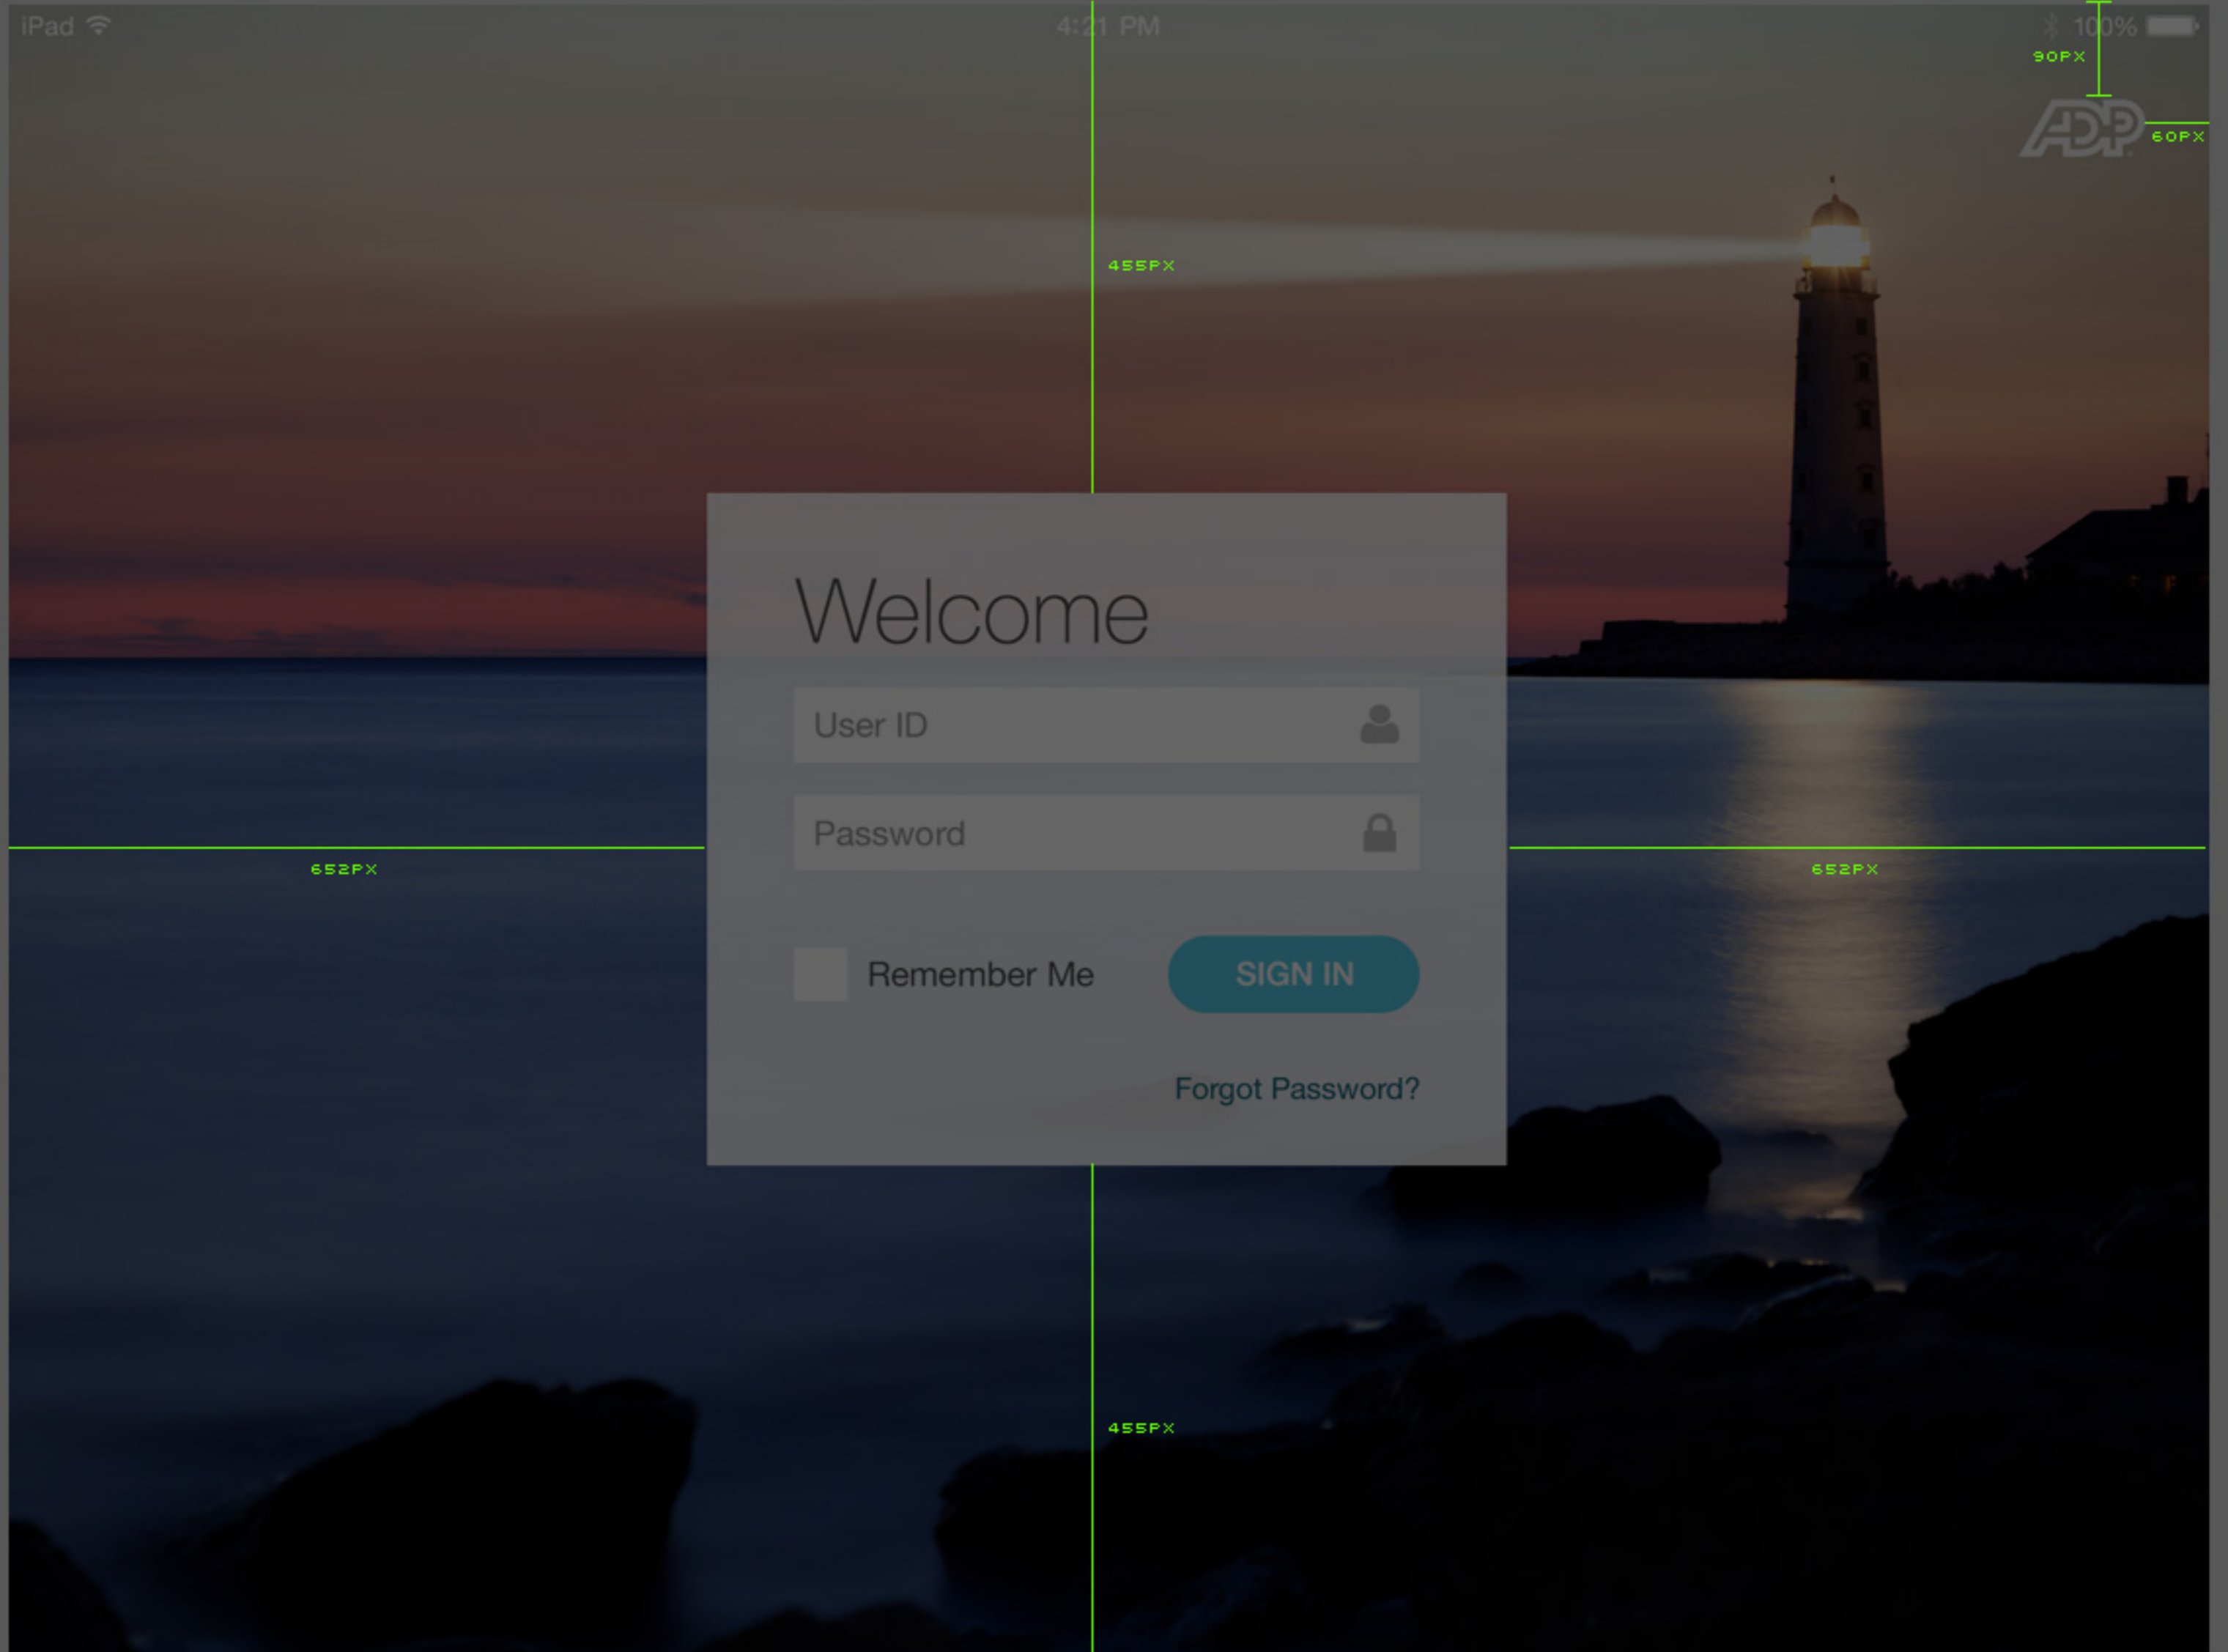 iPad 4:21 PM 100%
90PX
ADP
60PX
455PX
Welcome
User ID
Password
652PX 652PX
Remember Me SIGN IN
Forgot Password?
455PX